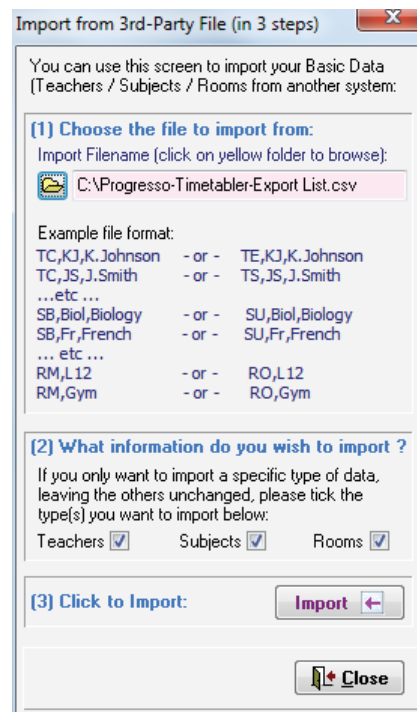 Import from 3rd-Party File (in 3 steps)
You can use this screen to import your Basic Data
(Teachers / Subjects / Rooms from another system:
(1) Choose the file to import from:
Import Filename (click on yellow folder to browse):
C:\Progresso-Timetabler-Export List.csv
Example file format:
TC,KJ,K.Johnson - or - TE,KJ,K.Johnson
TC,JS,J.Smith - or - TS,JS,J.Smith
...etc ...
SB,Biol,Biology - or - SU,Biol,Biology
SB,Fr,French - or - SU,Fr,French
... etc ...
RM,L12 - or - RO,L12
RM,Gym - or - RO,Gym
(2) What information do you wish to import ?
If you only want to import a specific type of data,
leaving the others unchanged, please tick the
type(s) you want to import below:
Teachers Subjects Rooms
(3) Click to Import: Import
Close